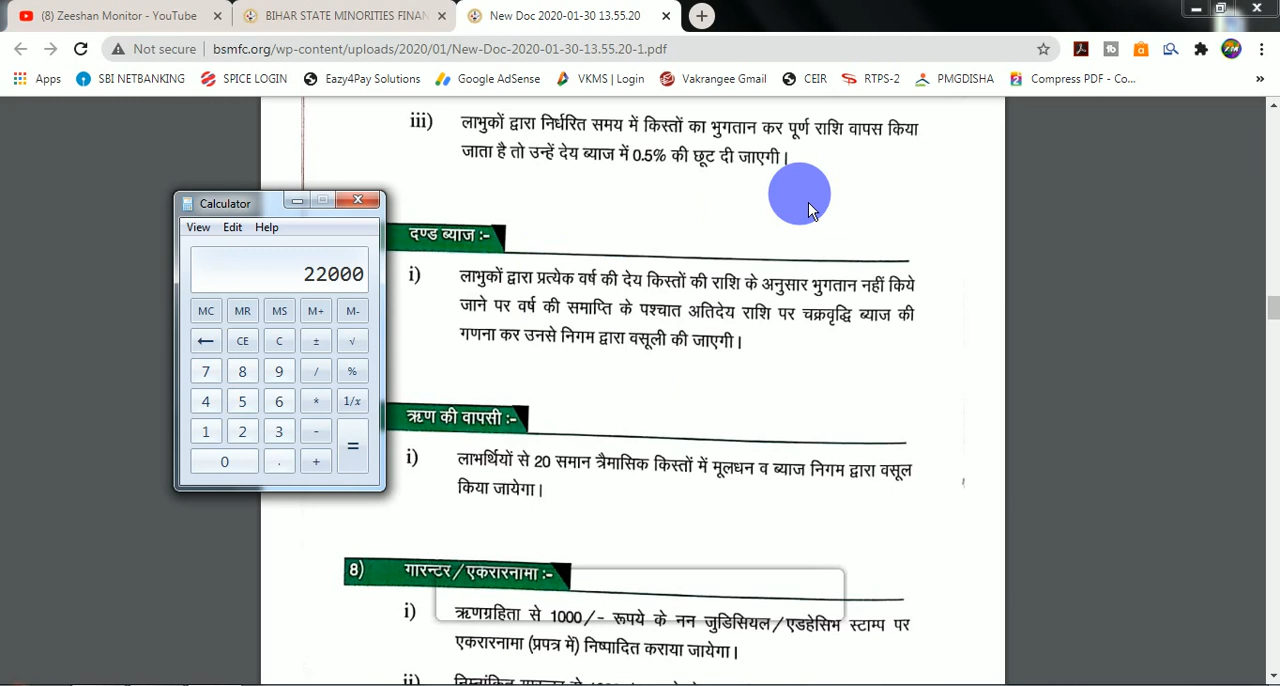 Zeeshan Monitor - YouTube
BIHAR STATE MINORITIES FINAN
New Doc 2020-01-30 13.55.20
Not secure | bsmfc.org/wp-content/uploads/2020/01/New-Doc-2020-01-30-13.55.20-1.pdf
Apps SBI NETBANKING SPICE LOGIN Eazy4Pay Solutions Google AdSense VKMS | Login Vakrangee Gmail CEIR RTPS-2 PMGDISHA Compress PDF - Co... »
iii) लाभुकों द्वारा निर्धरित समय में किस्तों का भुगतान कर पूर्ण राशि वापस किया
जाता है तो उन्हें देय ब्याज में 0.5% की छूट दी जाएगी।
Calculator
View Edit Help
22000
MC MR MS M+ M-
← CE C ± √
7 8 9 / %
4 5 6 * 1/x
1 2 3 - =
0 . +
दण्ड ब्याज :-
i) लाभुकों द्वारा प्रत्येक वर्ष की देय किस्तों की राशि के अनुसार भुगतान नहीं किये
जाने पर वर्ष की समाप्ति के पश्चात अतिदेय राशि पर चक्रवृद्धि ब्याज की
गणना कर उनसे निगम द्वारा वसूली की जाएगी।
ऋण की वापसी :-
i) लाभर्थियों से 20 समान त्रैमासिक किस्तों में मूलधन व ब्याज निगम द्वारा वसूल
किया जायेगा।
8) गारन्टर/एकरारनामा :-
i) ऋणग्रहिता से 1000/- रूपये के नन जुडिसियल/एडहेसिभ स्टाम्प पर
एकरारनामा (प्रपत्र में) निष्पादित कराया जायेगा।
ii)